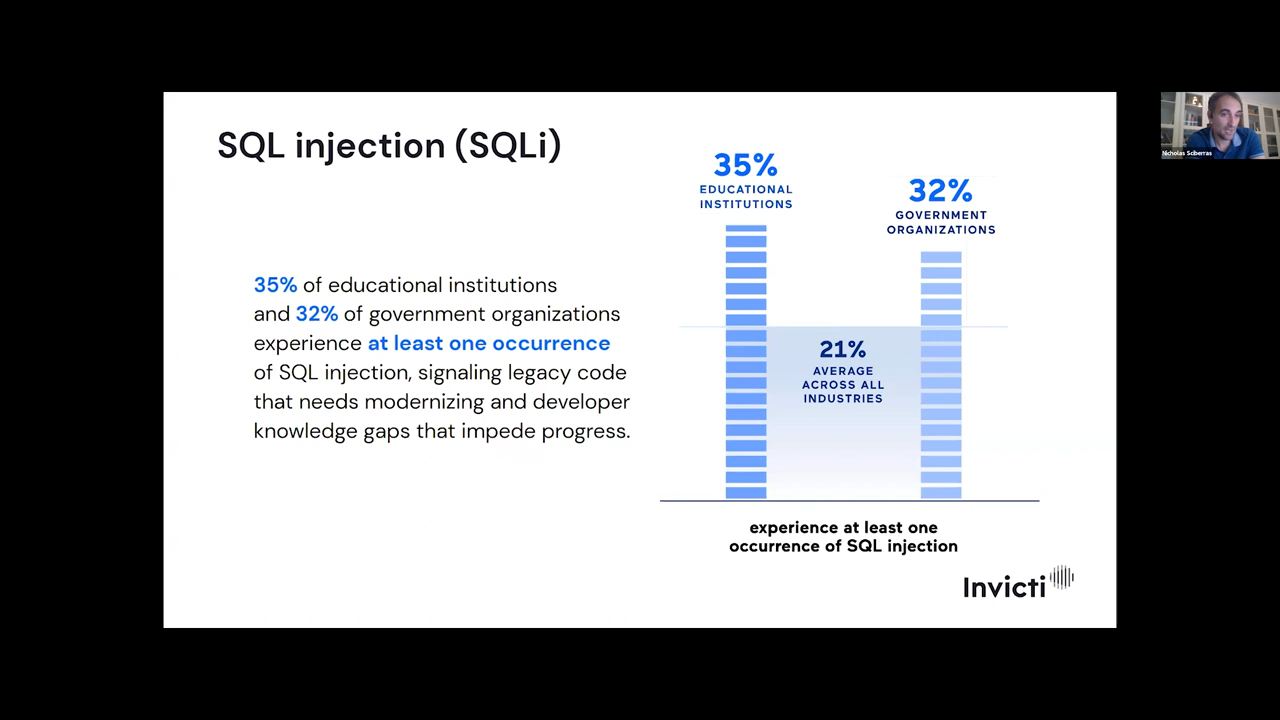 SQL injection (SQLi)
35% of educational institutions
and 32% of government organizations
experience at least one occurrence
of SQL injection, signaling legacy code
that needs modernizing and developer
knowledge gaps that impede progress.
35%
EDUCATIONAL
INSTITUTIONS
32%
GOVERNMENT
ORGANIZATIONS
21%
AVERAGE
ACROSS ALL
INDUSTRIES
experience at least one
occurrence of SQL injection
Invicti
Nicholas Sciberras